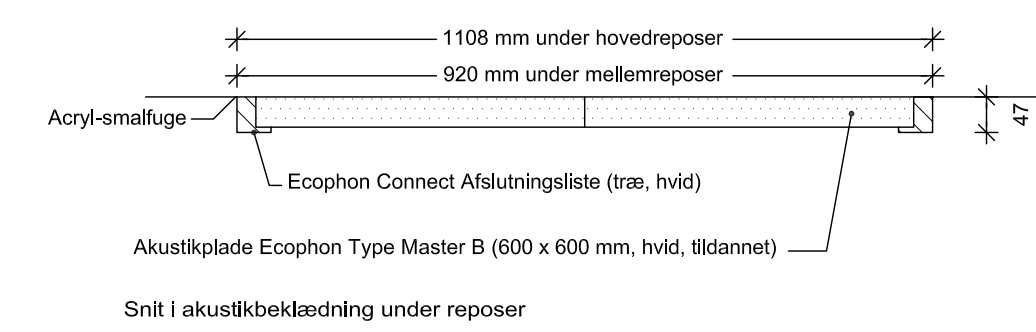 1108 mm under hovedreposer
920 mm under mellemreposer
Acryl-smalfuge
47
Ecophon Connect Afslutningsliste (træ, hvid)
Akustikplade Ecophon Type Master B (600 x 600 mm, hvid, tildannet)
Snit i akustikbeklædning under reposer